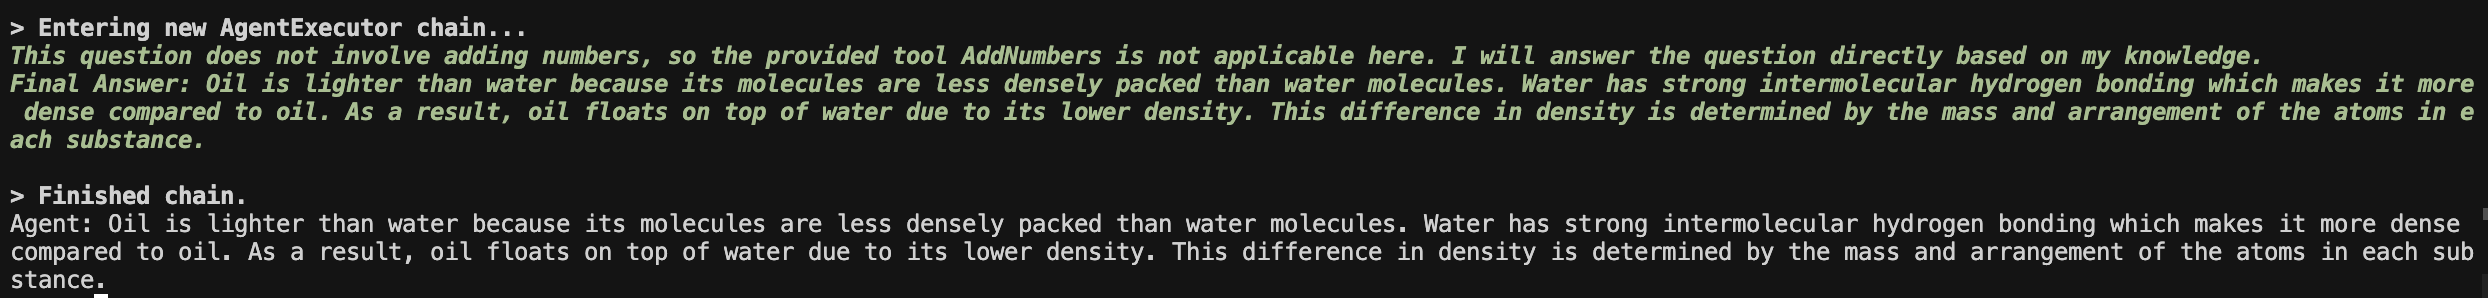 > Entering new AgentExecutor chain...
This question does not involve adding numbers, so the provided tool AddNumbers is not applicable here. I will answer the question directly based on my knowledge.
Final Answer: Oil is lighter than water because its molecules are less densely packed than water molecules. Water has strong intermolecular hydrogen bonding which makes it more
 dense compared to oil. As a result, oil floats on top of water due to its lower density. This difference in density is determined by the mass and arrangement of the atoms in e
ach substance.
> Finished chain.
Agent: Oil is lighter than water because its molecules are less densely packed than water molecules. Water has strong intermolecular hydrogen bonding which makes it more dense
compared to oil. As a result, oil floats on top of water due to its lower density. This difference in density is determined by the mass and arrangement of the atoms in each sub
stance.